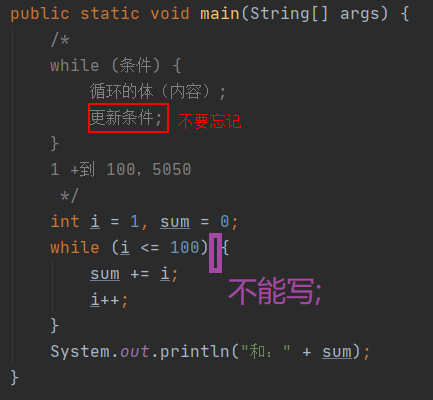 public static void main(String[] args) {
/*
while (条件) {
循环的体（内容）;
更新条件; 不要忘记
}
1 +到 100，5050
*/
int i = 1, sum = 0;
while (i <= 100) {
sum += i;
不能写;
i++;
}
System.out.println("和：" + sum);
}